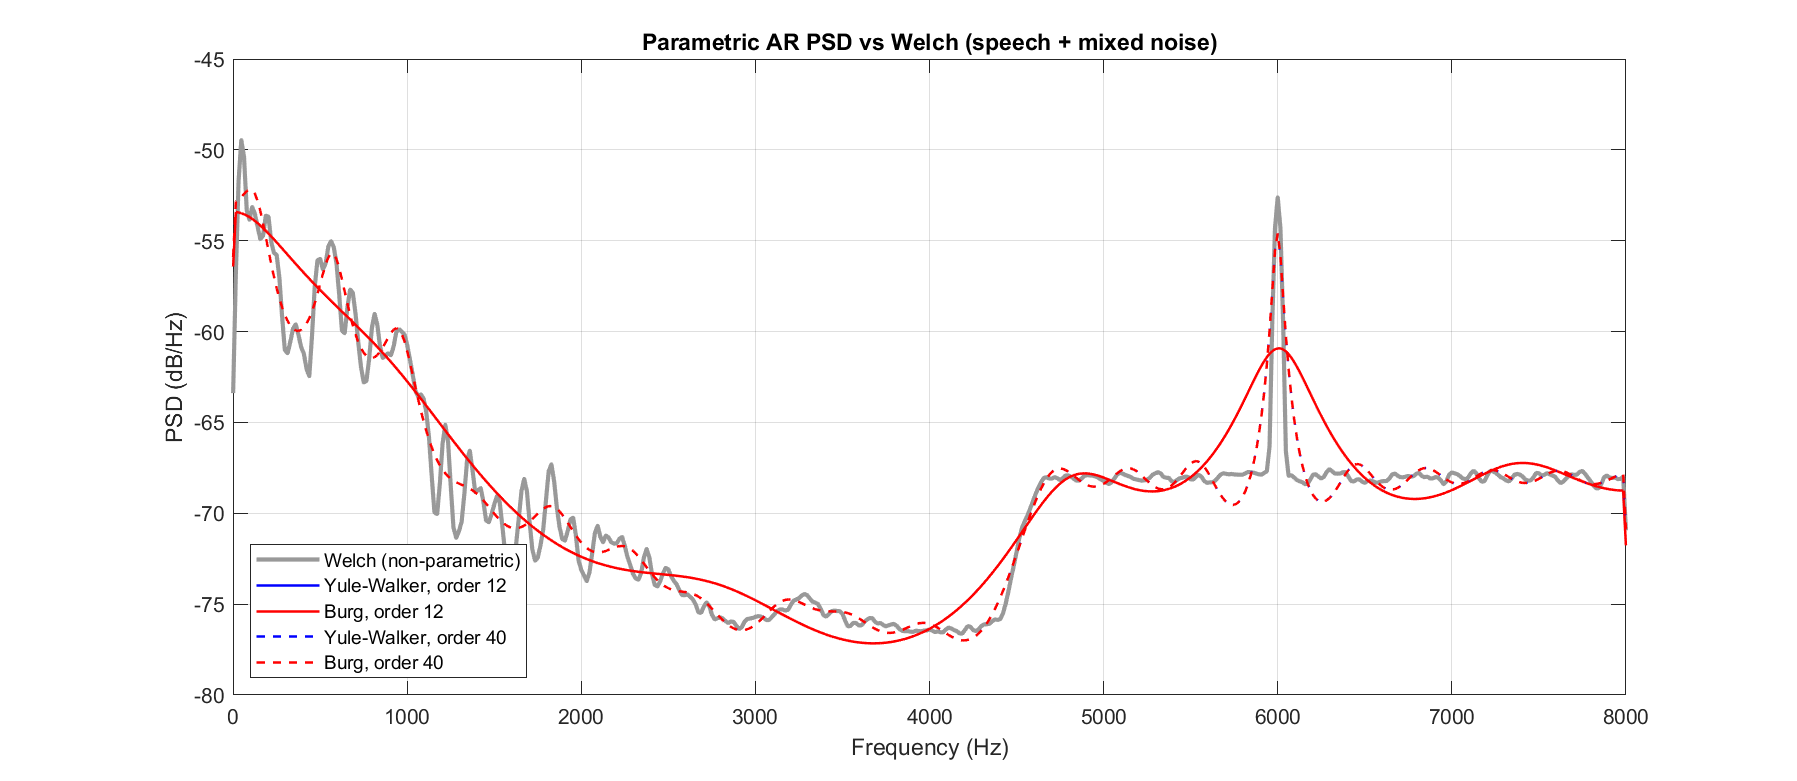 Parametric AR PSD vs Welch (speech + mixed noise)
-45
-50
-55
-60
-65
-70
-75
-80
PSD (dB/Hz)
Welch (non-parametric)
Yule-Walker, order 12
Burg, order 12
Yule-Walker, order 40
Burg, order 40
0 1000 2000 3000 4000 5000 6000 7000 8000
Frequency (Hz)